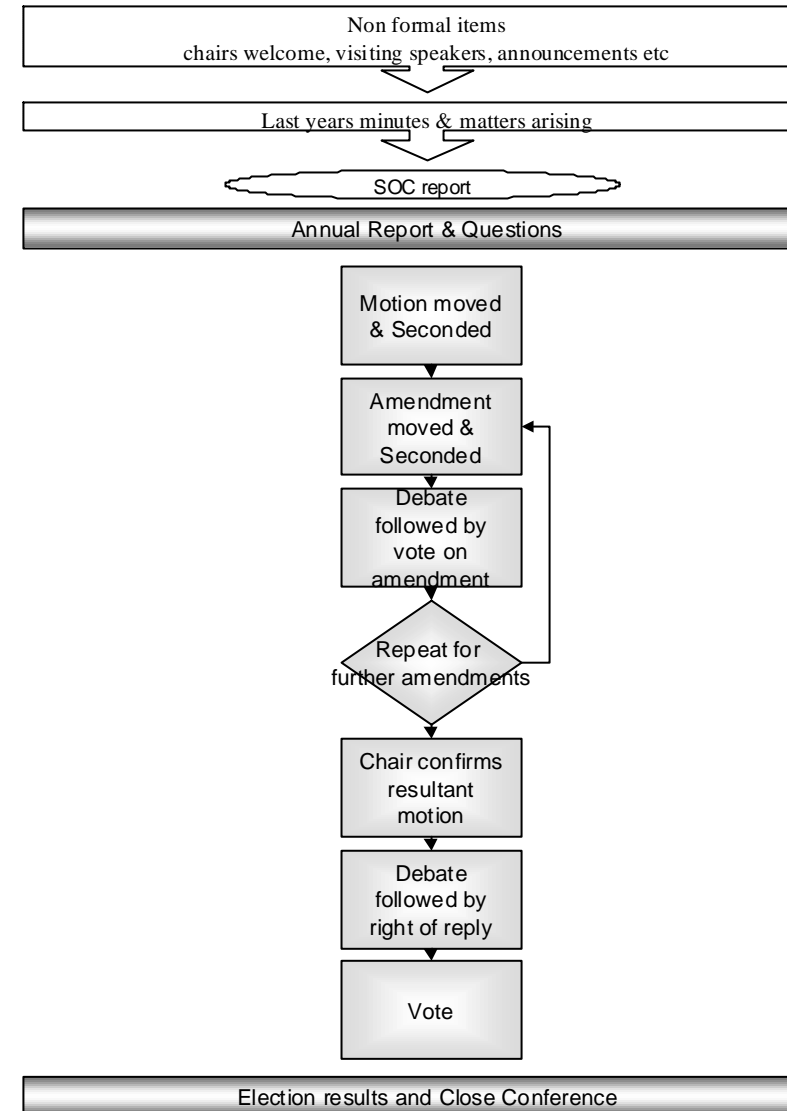 Non formal items
chairs welcome, visiting speakers, announcements etc
Last years minutes & matters arising
SOC report
Annual Report & Questions
Motion moved
& Seconded
Amendment
moved &
Seconded
Debate
followed by
vote on
amendment
Repeat for
further amendments
Chair confirms
resultant
motion
Debate
followed by
right of reply
Vote
Election results and Close Conference